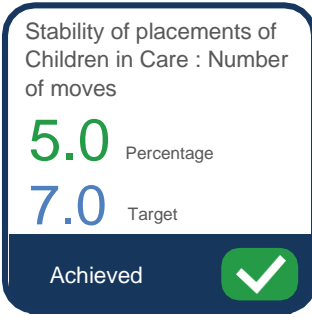 Stability of placements of
Children in Care : Number
of moves
5.0 Percentage
7.0 Target
Achieved